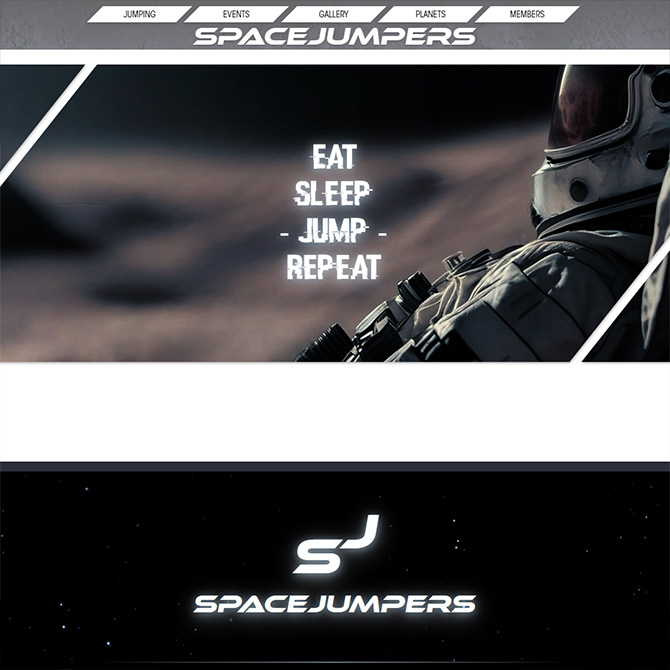 JUMPING EVENTS GALLERY PLANETS MEMBERS
SPACEJUMPERS
EAT
SLEEP
- JUMP -
REPEAT
SJ
SPACEJUMPERS